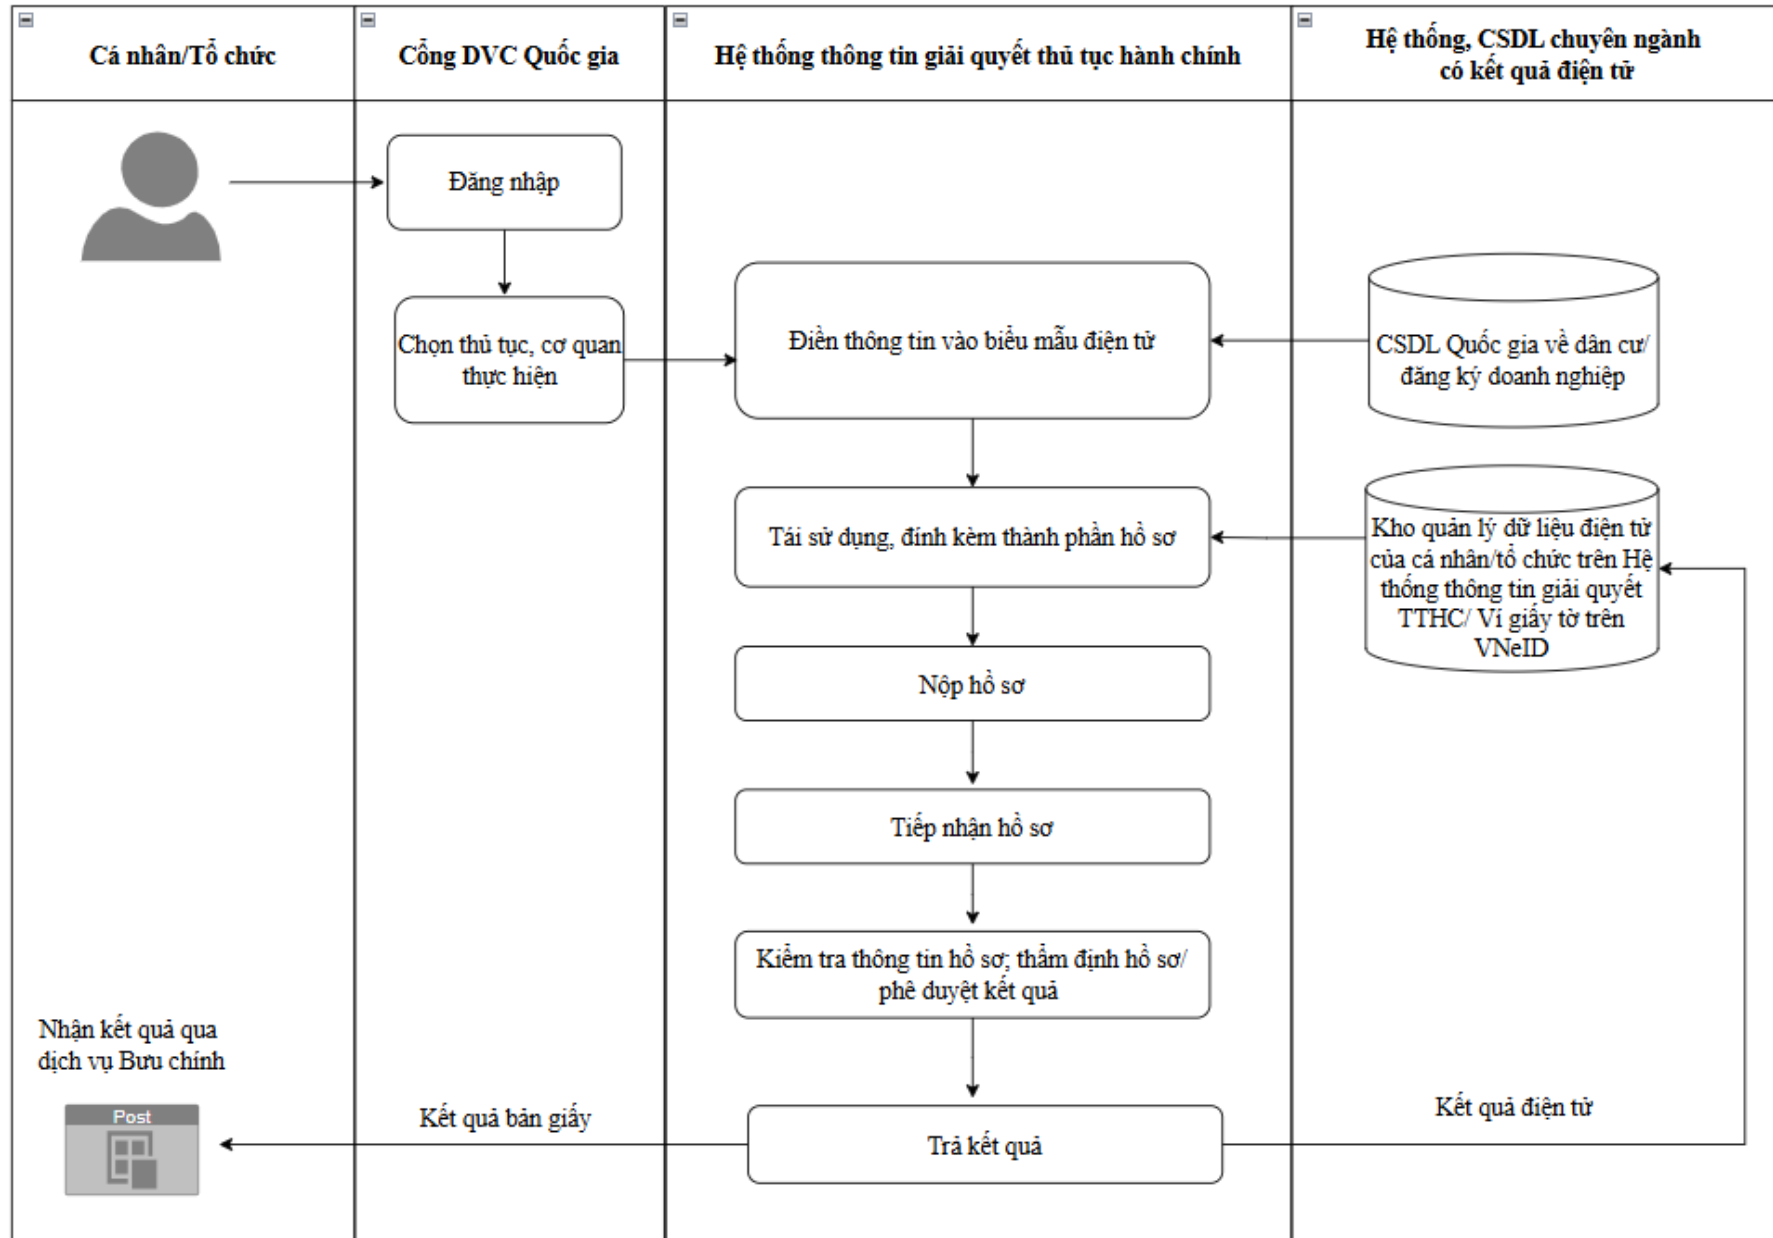 Cá nhân/Tổ chức
Cổng DVC Quốc gia
Hệ thống thông tin giải quyết thủ tục hành chính
Hệ thống, CSDL chuyên ngành
có kết quả điện tử
Đăng nhập
Chọn thủ tục, cơ quan
thực hiện
Điền thông tin vào biểu mẫu điện tử
CSDL Quốc gia về dân cư/
đăng ký doanh nghiệp
Tái sử dụng, đính kèm thành phần hồ sơ
Kho quản lý dữ liệu điện tử
của cá nhân/tổ chức trên Hệ
thống thông tin giải quyết
TTHC/ Ví giấy tờ trên
VNeID
Nộp hồ sơ
Tiếp nhận hồ sơ
Kiểm tra thông tin hồ sơ; thẩm định hồ sơ/
phê duyệt kết quả
Nhận kết quả qua
dịch vụ Bưu chính
Post
Kết quả bản giấy
Trả kết quả
Kết quả điện tử